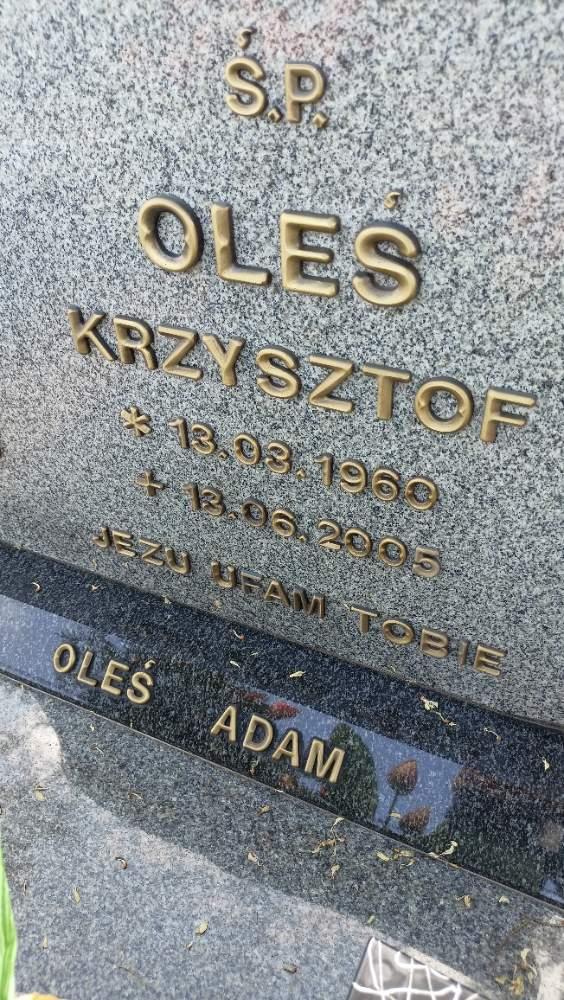 Ś.P.
OLEŚ
KRZYSZTOF
* 13.03.1960
+ 13.06.2005
JEZU UFAM TOBIE
OLEŚ ADAM